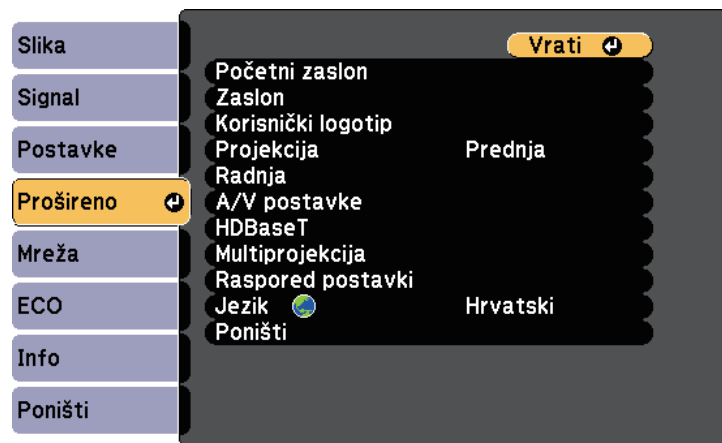 Slika
Signal
Postavke
Prošireno
Mreža
ECO
Info
Poništi
Vrati
Početni zaslon
Zaslon
Korisnički logotip
Projekcija Prednja
Radnja
A/V postavke
HDBaseT
Multiprojekcija
Raspored postavki
Jezik Hrvatski
Poništi